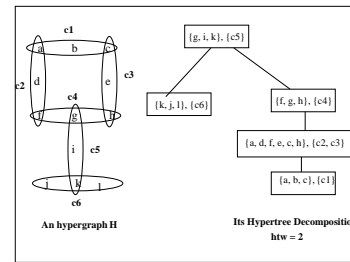 c1
a b c
c2
d
e
c3
c4
g h
i
c5
j k l
c6
An hypergraph H
{g, i, k}, {c5}
{k, j, l}, {c6}
{f, g, h}, {c4}
{a, d, f, e, c, h}, {c2, c3}
{a, b, c}, {c1}
Its Hypertree Decompositio
htw = 2